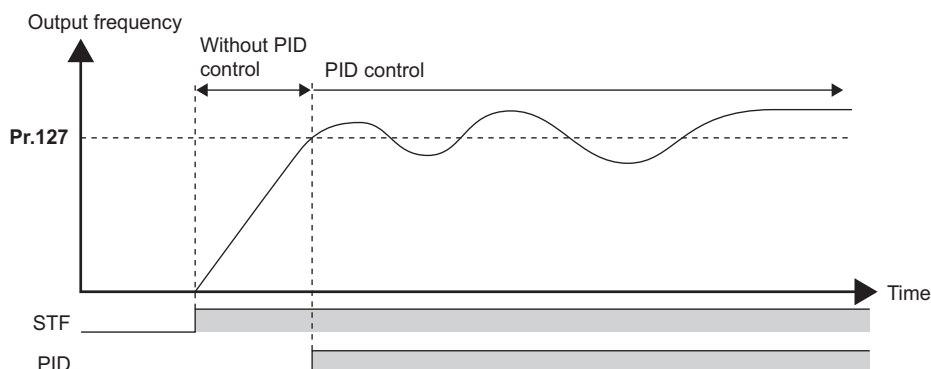 Output frequency
Without PID
control
PID control
Pr.127
Time
STF
PID